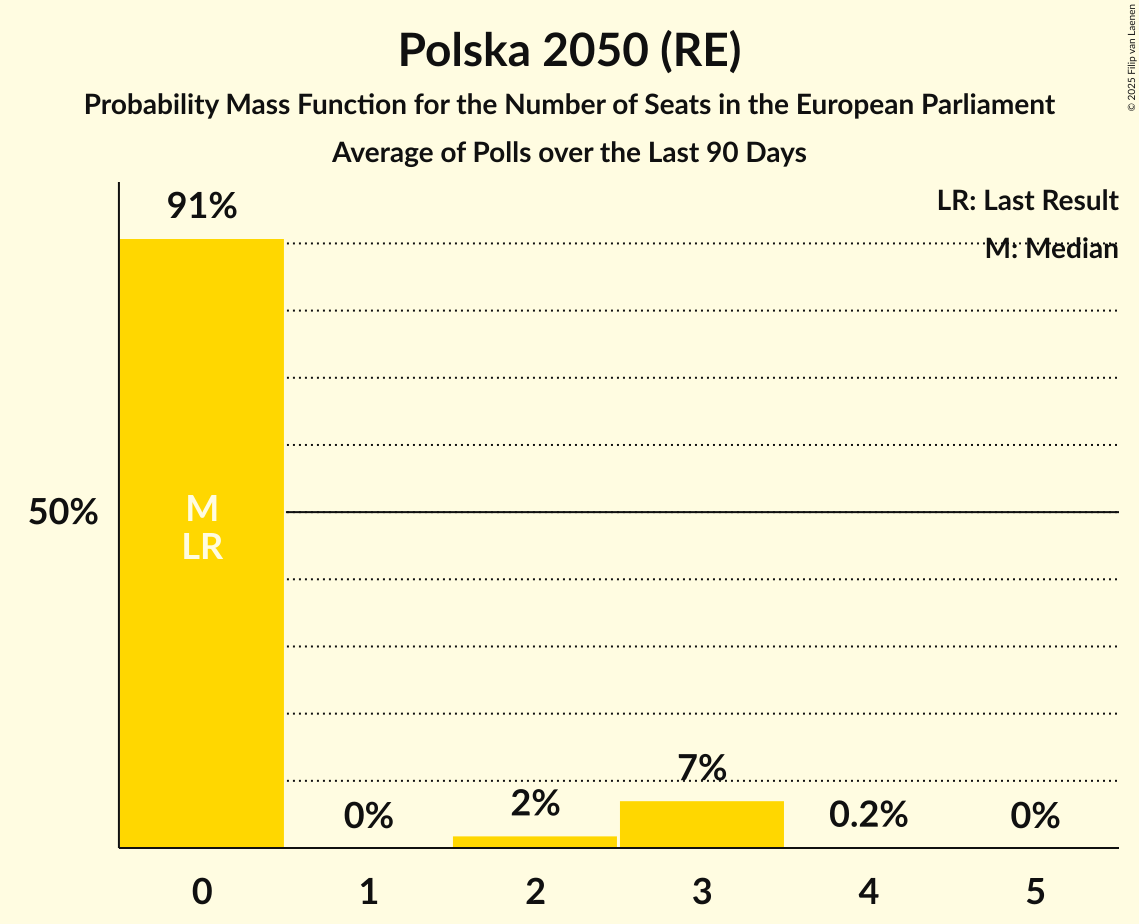 Polska 2050 (RE)
Probability Mass Function for the Number of Seats in the European Parliament
Average of Polls over the Last 90 Days
© 2025 Filip van Laenen
LR: Last Result
M: Median
91%
50%
M
LR
0%
2%
7%
0.2%
0%
0 1 2 3 4 5